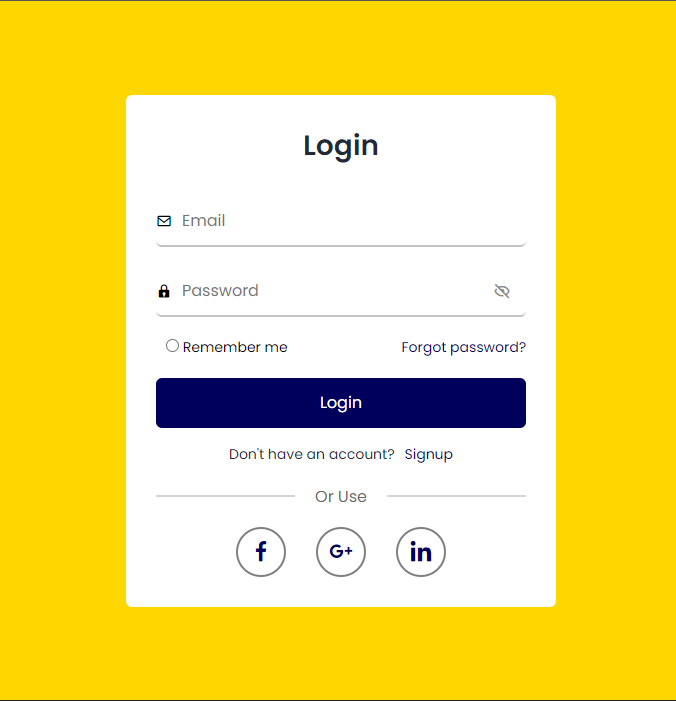 Login
Email
Password
Remember me Forgot password?
Login
Don't have an account? Signup
Or Use
f G+ in